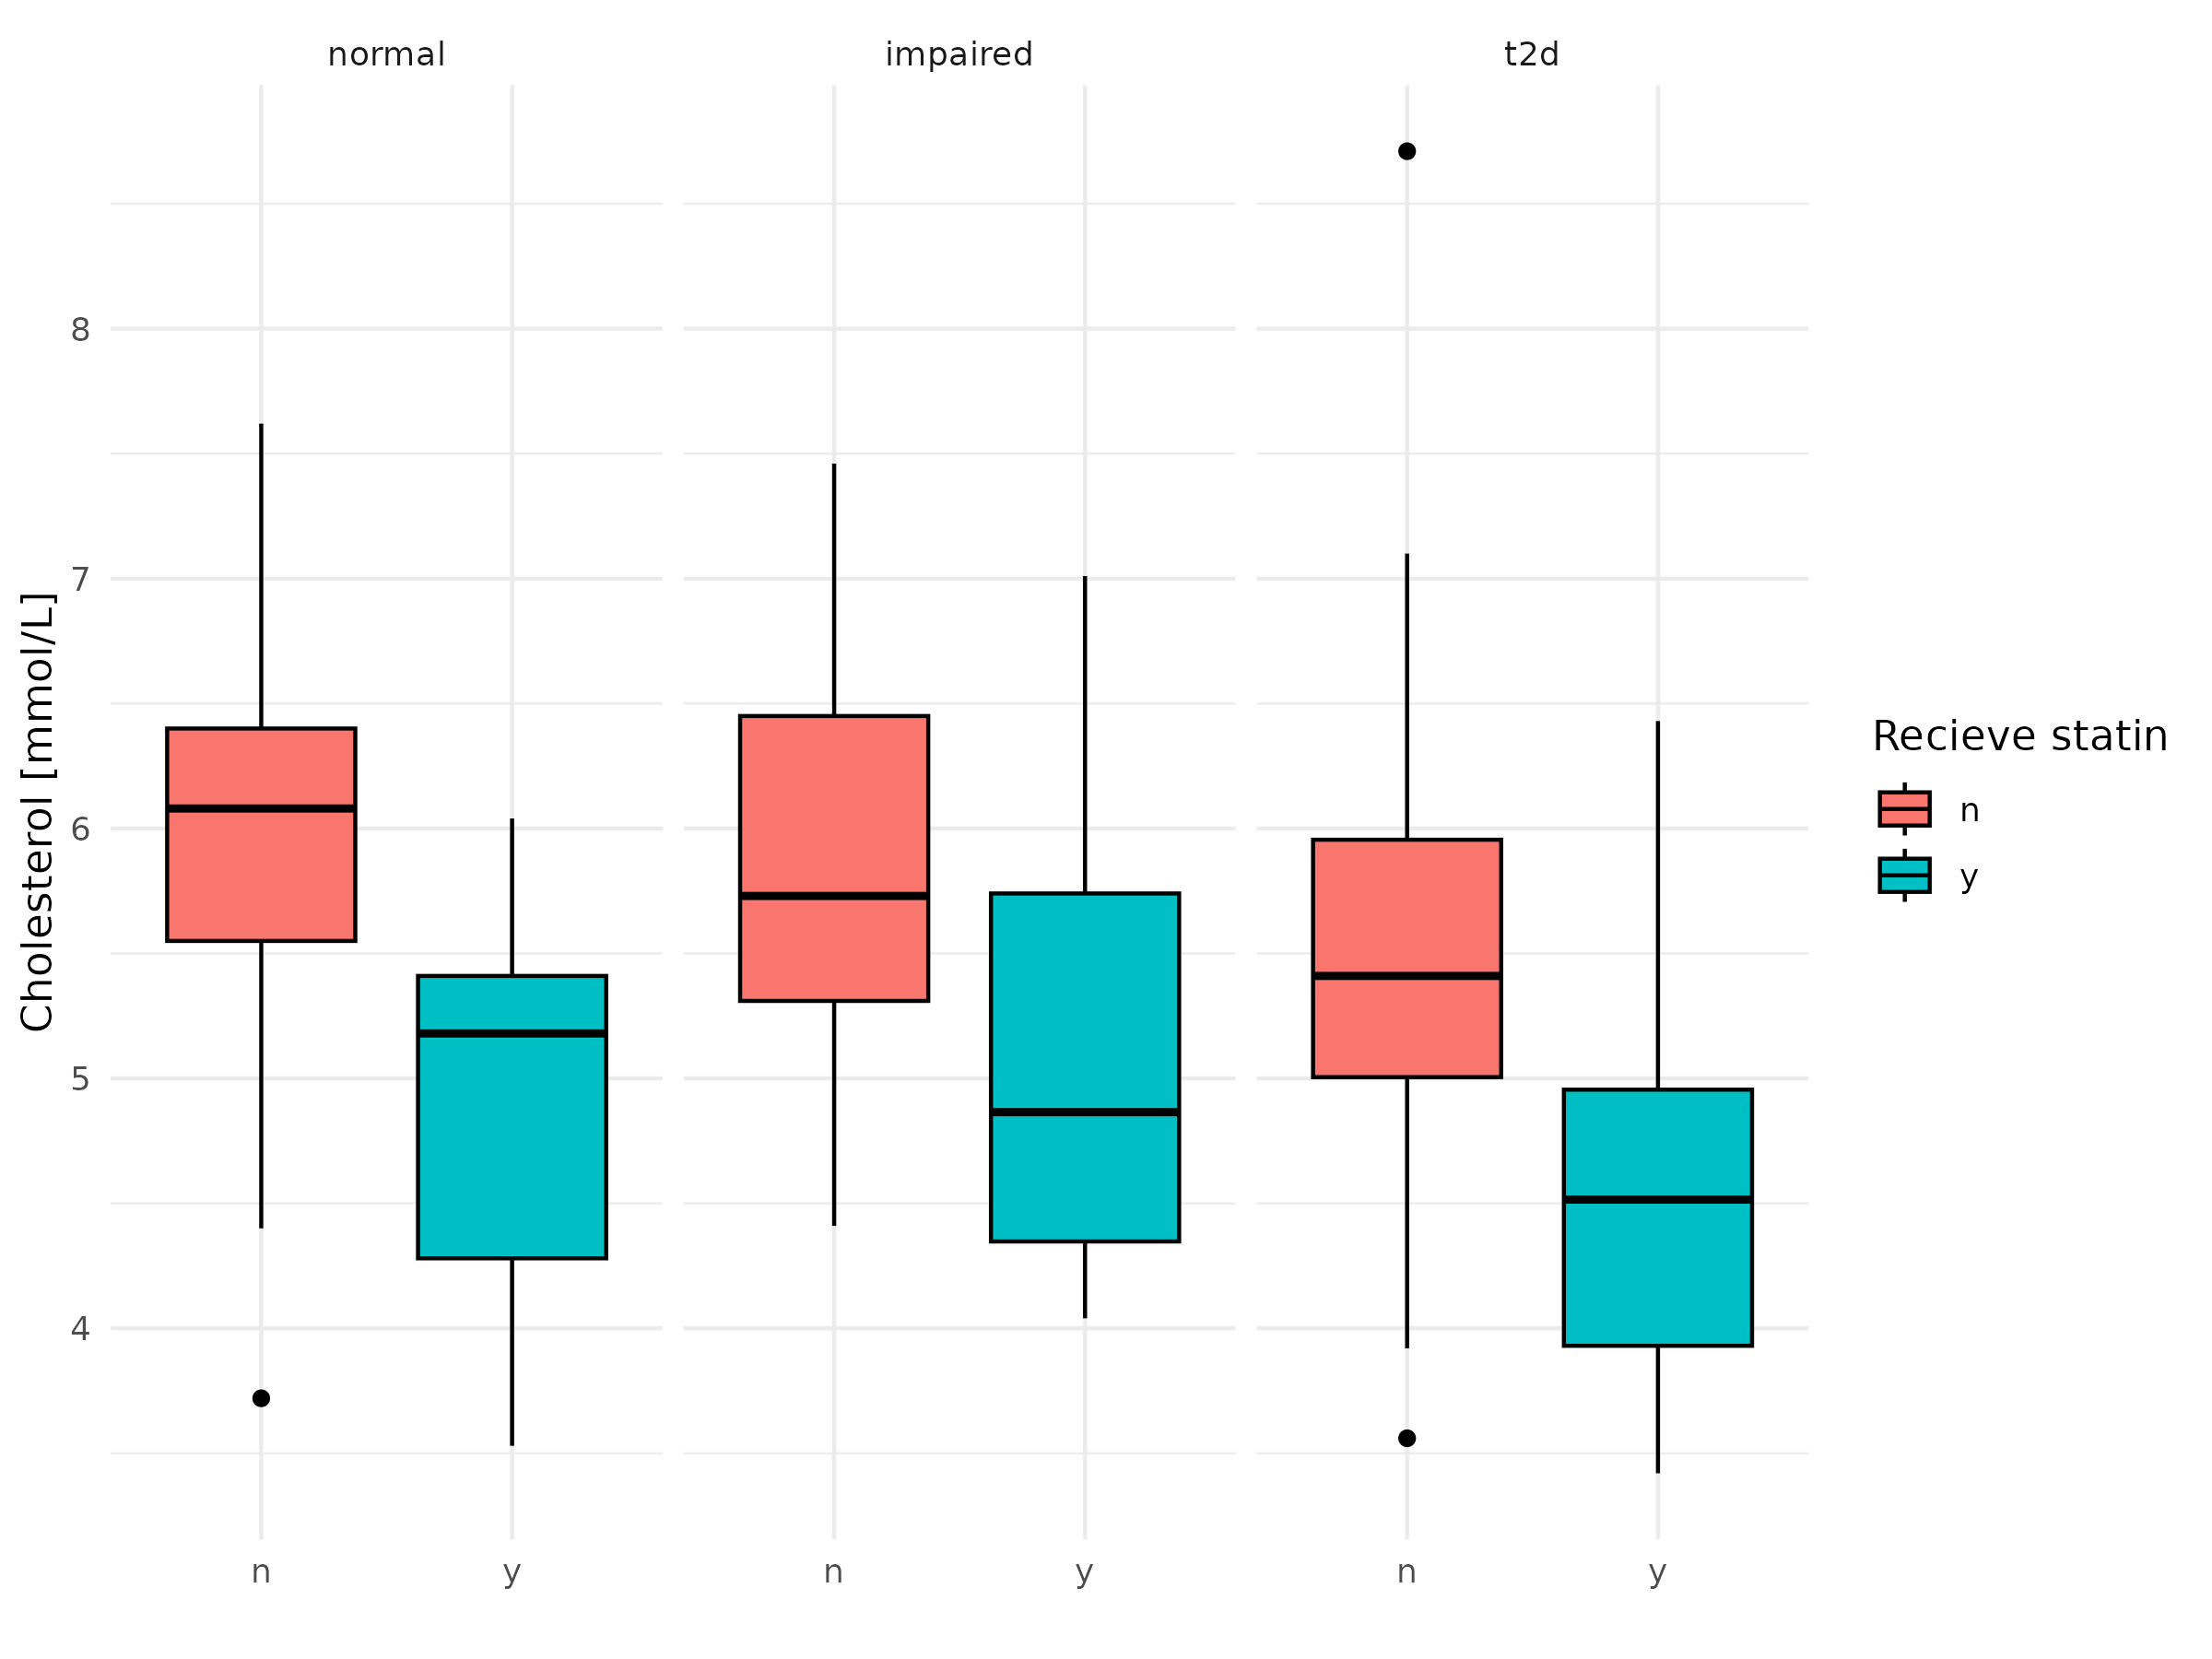 normal
impaired
t2d
Cholesterol [mmol/L]
8
7
6
5
4
n
y
n
y
n
y
Recieve statin
n
y